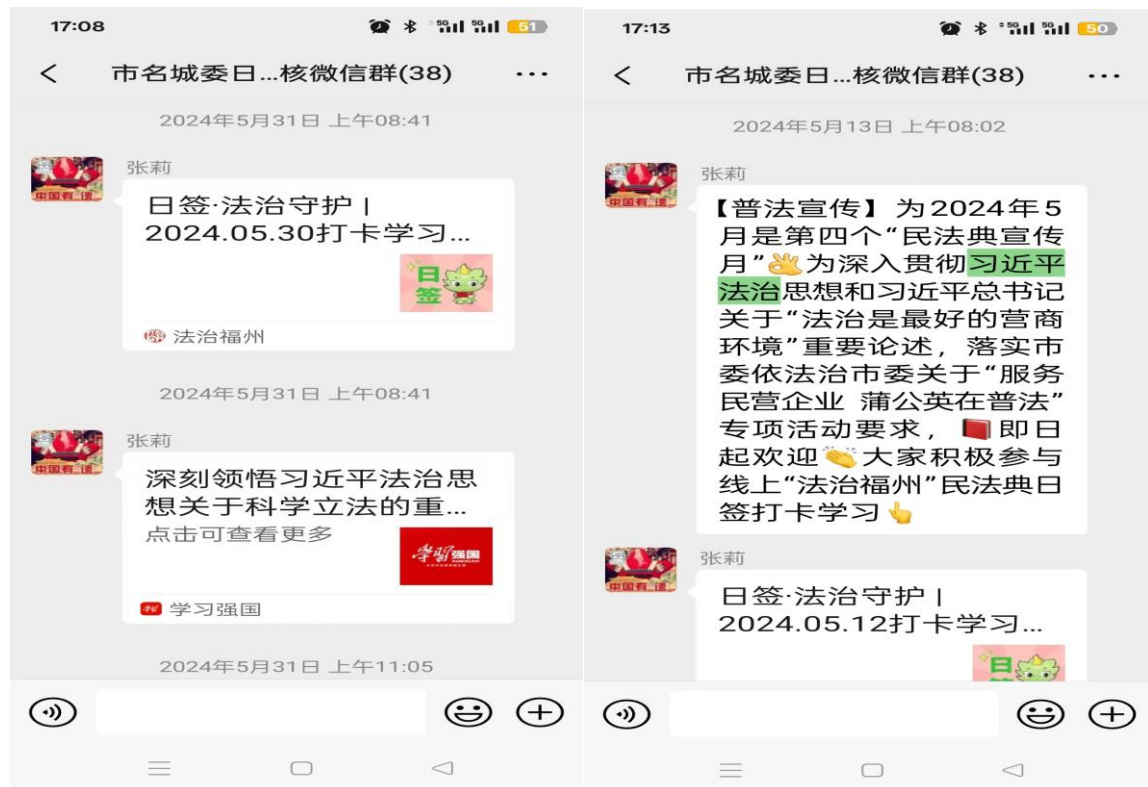 17:08
5G 5G 51
市名城委日...核微信群(38)
2024年5月31日 上午08:41
张莉
日签·法治守护 |
2024.05.30打卡学习...
日签
法治福州
2024年5月31日 上午08:41
张莉
深刻领悟习近平法治思
想关于科学立法的重...
点击可查看更多
学习强国
学习强国
2024年5月31日 上午11:05
17:13
5G 5G 50
市名城委日...核微信群(38)
2024年5月13日 上午08:02
张莉
【普法宣传】为2024年5
月是第四个“民法典宣传
月”👌为深入贯彻习近平
法治思想和习近平总书记
关于“法治是最好的营商
环境”重要论述，落实市
委依法治市委关于“服务
民营企业 蒲公英在普法”
专项活动要求，📕即日
起欢迎👏大家积极参与
线上“法治福州”民法典日
签打卡学习👆
张莉
日签·法治守护 |
2024.05.12打卡学习...
日